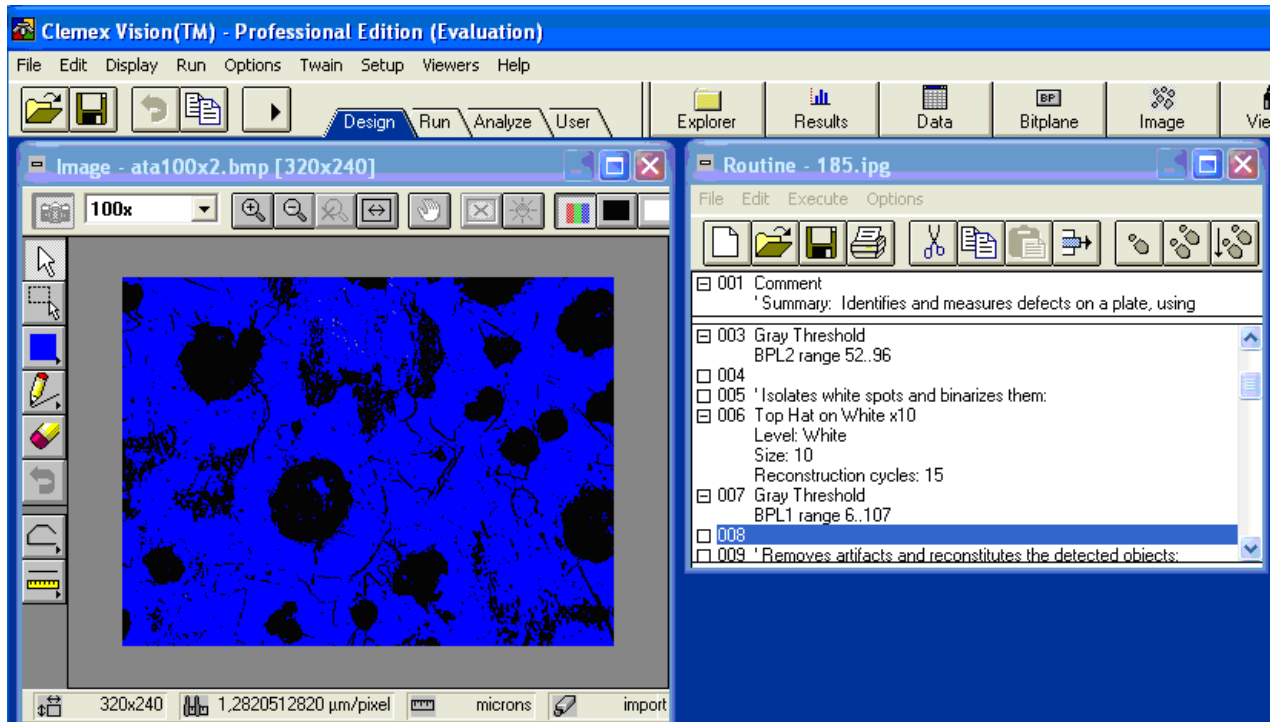 Clemex Vision(TM) - Professional Edition (Evaluation)
File Edit Display Run Options Twain Setup Viewers Help
Design Run Analyze User
Explorer Results Data BP Bitplane Image
Image - ata100x2.bmp [320x240]
100x
320x240 1,2820512820 µm/pixel microns import
Routine - 185.ipg
File Edit Execute Options
001 Comment
' Summary: Identifies and measures defects on a plate, using
003 Gray Threshold
BPL2 range 52..96
004
005 ' Isolates white spots and binarizes them:
006 Top Hat on White x10
Level: White
Size: 10
Reconstruction cycles: 15
007 Gray Threshold
BPL1 range 6..107
008
009 ' Removes artifacts and reconstitutes the detected objects: